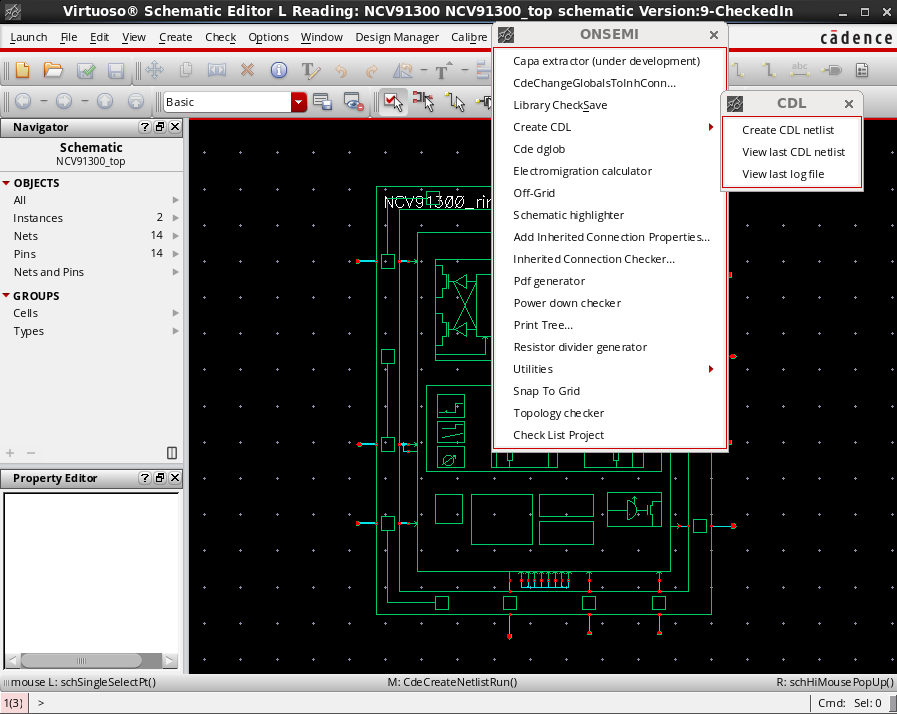 Virtuoso® Schematic Editor L Reading: NCV91300 NCV91300_top schematic Version:9-CheckedIn
Launch File Edit View Create Check Options Window Design Manager Calibre
cādence
Basic
abc
Navigator
Schematic
NCV91300_top
OBJECTS
All
Instances 2
Nets 14
Pins 14
Nets and Pins
GROUPS
Cells
Types
Property Editor
ONSEMI
Capa extractor (under development)
CdeChangeGlobalsToInhConn...
Library CheckSave
Create CDL
Cde dglob
Electromigration calculator
Off-Grid
Schematic highlighter
Add Inherited Connection Properties...
Inherited Connection Checker...
Pdf generator
Power down checker
Print Tree...
Resistor divider generator
Utilities
Snap To Grid
Topology checker
Check List Project
CDL
Create CDL netlist
View last CDL netlist
View last log file
NCV91300_rin
mouse L: schSingleSelectPt() M: CdeCreateNetlistRun() R: schHiMousePopUp()
1(3) > Cmd: Sel: 0